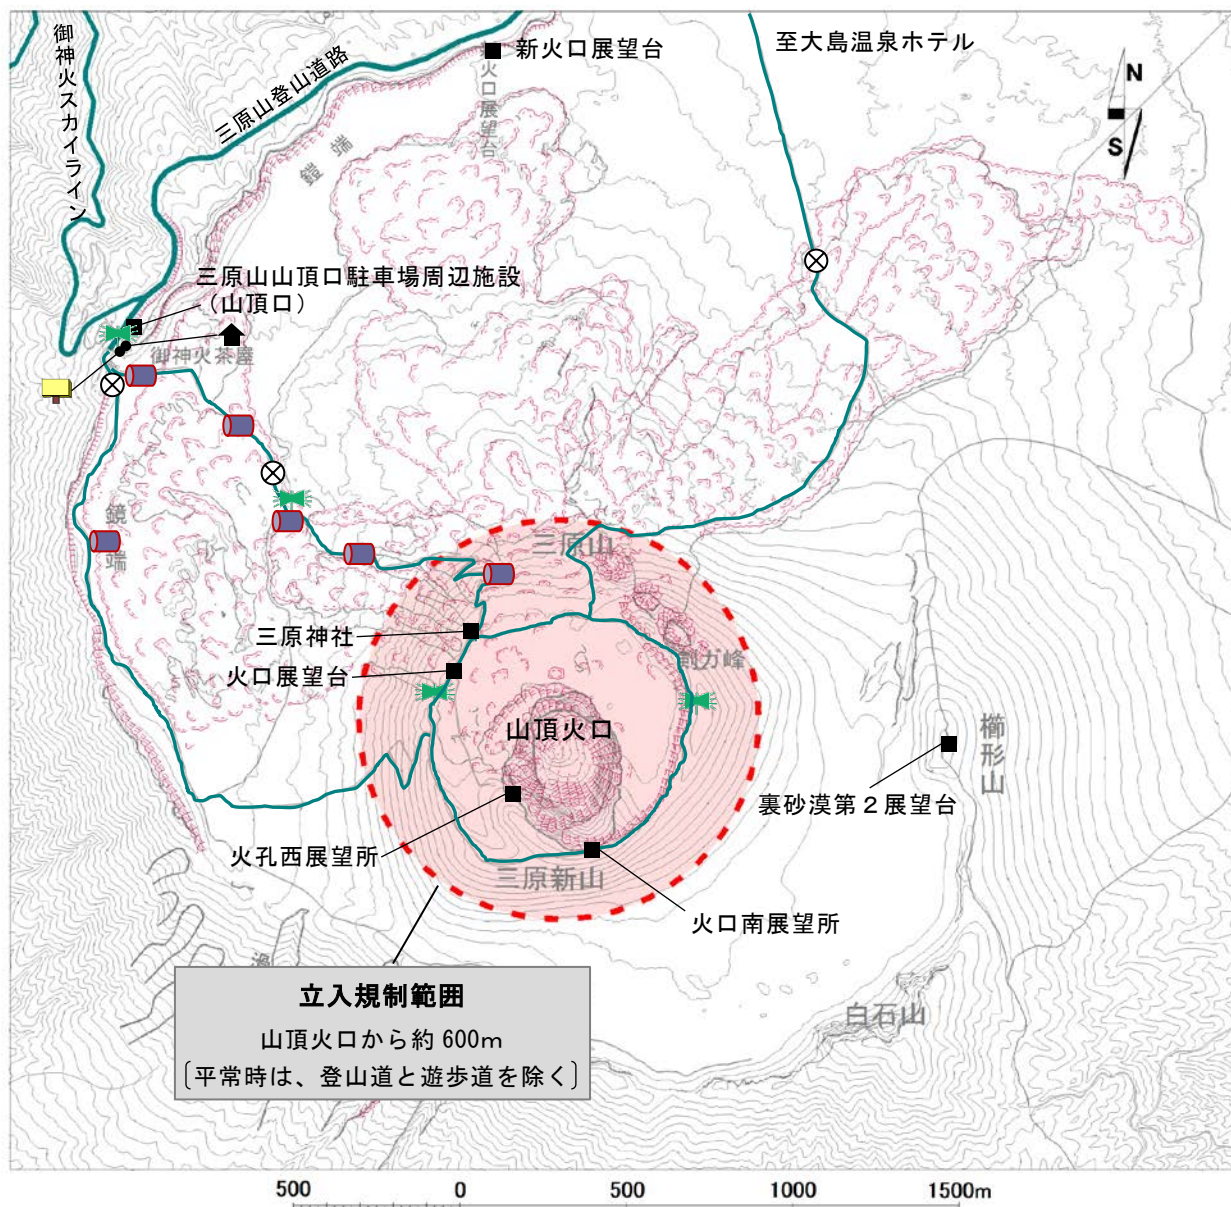 御神火スカイライン
三原山登山道路
新火口展望台
新火口展望台
至大島温泉ホテル
N
S
鐙端
三原山山頂口駐車場周辺施設
（山頂口）
御神火茶屋
鏡端
三原山
三原神社
火口展望台
剣ガ峰
山頂火口
櫛形山
裏砂漠第２展望台
火孔西展望所
三原新山
火口南展望所
白石山
立入規制範囲
山頂火口から約 600m
〔平常時は、登山道と遊歩道を除く〕
500 0 500 1000 1500m